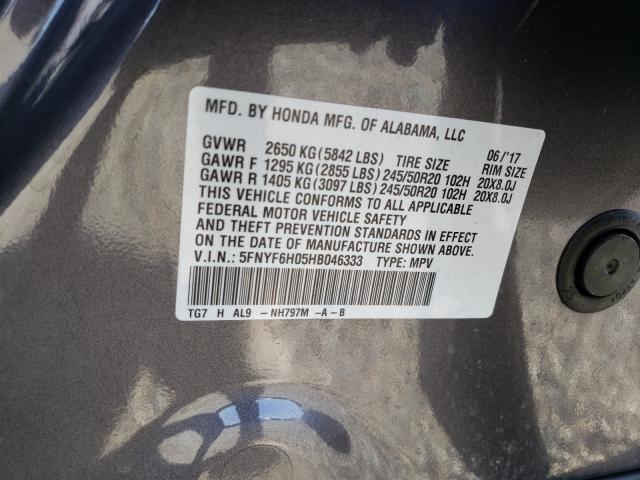 MFD. BY HONDA MFG. OF ALABAMA, LLC
GVWR 2650 KG(5842 LBS) TIRE SIZE 06/'17 RIM SIZE
GAWR F 1295 KG(2855 LBS)245/50R20 102H 20X8.0J
GAWR R 1405 KG(3097 LBS)245/50R20 102H 20X8.0J
THIS VEHICLE CONFORMS TO ALL APPLICABLE
FEDERAL MOTOR VEHICLE SAFETY
AND THEFT PREVENTION STANDARDS IN EFFECT
ON THE DATE OF MANUFACTURE SHOWN ABOVE.
V.I.N.: 5FNYF6H05HB046333 TYPE: MPV
TG7 H AL9 -NH797M -A-B